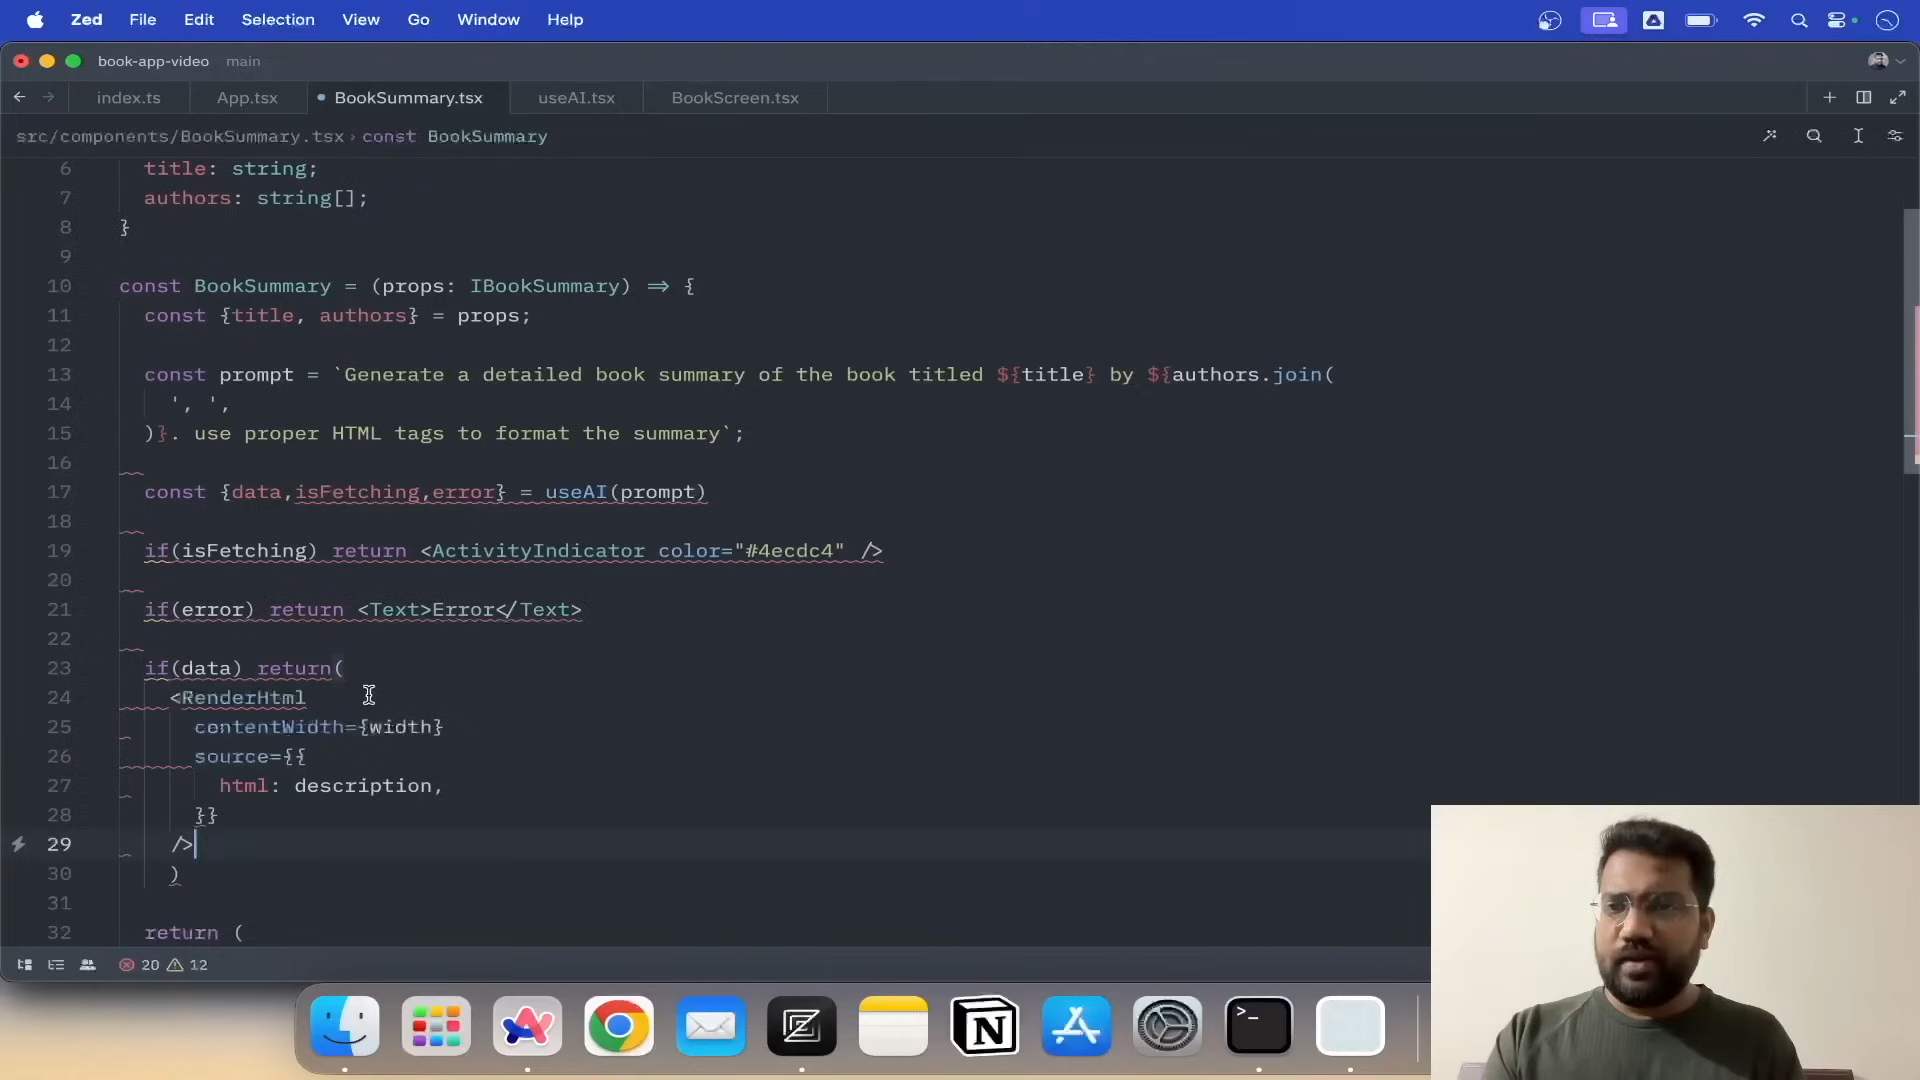 Zed File Edit Selection View Go Window Help
book-app-video main
index.ts App.tsx BookSummary.tsx useAI.tsx BookScreen.tsx
src/components/BookSummary.tsx › const BookSummary
6 title: string;
7 authors: string[];
8 }
9
10 const BookSummary = (props: IBookSummary) => {
11 const {title, authors} = props;
12
13 const prompt = `Generate a detailed book summary of the book titled ${title} by ${authors.join(
14 ', ',
15 )}. use proper HTML tags to format the summary`;
16
17 const {data,isFetching,error} = useAI(prompt)
18
19 if(isFetching) return <ActivityIndicator color="#4ecdc4" />
20
21 if(error) return <Text>Error</Text>
22
23 if(data) return(
24 <RenderHtml
25 contentWidth={width}
26 source={{
27 html: description,
28 }}
29 />
30 )
31
32 return (
20 12